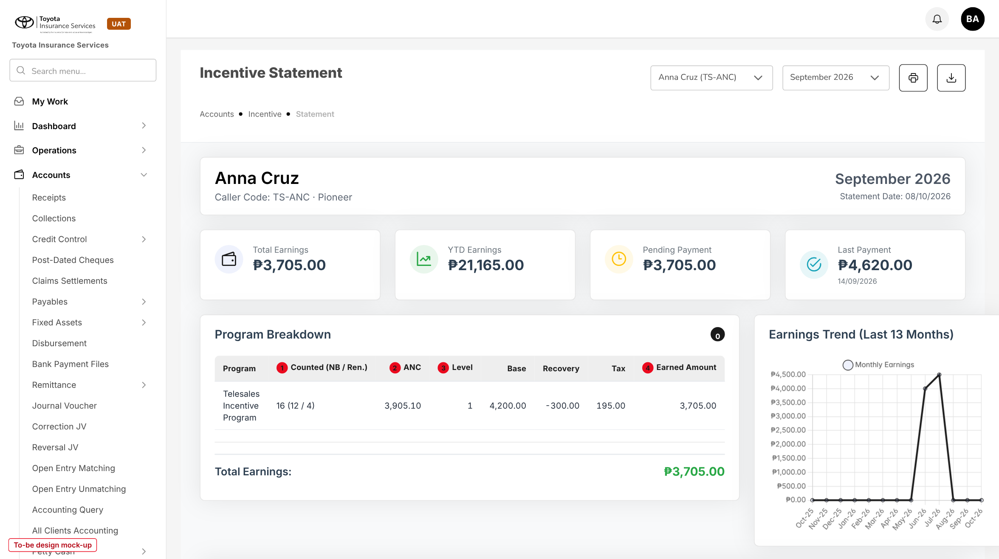 Toyota
Insurance Services
UAT
Toyota Insurance Services
Search menu...
My Work
Dashboard
Operations
Accounts
Receipts
Collections
Credit Control
Post-Dated Cheques
Claims Settlements
Payables
Fixed Assets
Disbursement
Bank Payment Files
Remittance
Journal Voucher
Correction JV
Reversal JV
Open Entry Matching
Open Entry Unmatching
Accounting Query
All Clients Accounting
To-be design mock-up
Petty Cash
BA
Incentive Statement
Anna Cruz (TS-ANC)
September 2026
Accounts • Incentive • Statement
Anna Cruz
Caller Code: TS-ANC · Pioneer
September 2026
Statement Date: 08/10/2026
Total Earnings
₱3,705.00
YTD Earnings
₱21,165.00
Pending Payment
₱3,705.00
Last Payment
₱4,620.00
14/09/2026
Program Breakdown
0
Program 1 Counted (NB / Ren.) 2 ANC 3 Level Base Recovery Tax 4 Earned Amount
Telesales
Incentive
Program
16 (12 / 4) 3,905.10 1 4,200.00 -300.00 195.00 3,705.00
Total Earnings: ₱3,705.00
Earnings Trend (Last 13 Months)
Monthly Earnings
₱4,500.00
₱4,000.00
₱3,500.00
₱3,000.00
₱2,500.00
₱2,000.00
₱1,500.00
₱1,000.00
₱500.00
₱0.00
Oct-25 Nov-25 Dec-25 Jan-26 Feb-26 Mar-26 Apr-26 May-26 Jun-26 Jul-26 Aug-26 Sep-26 Oct-26